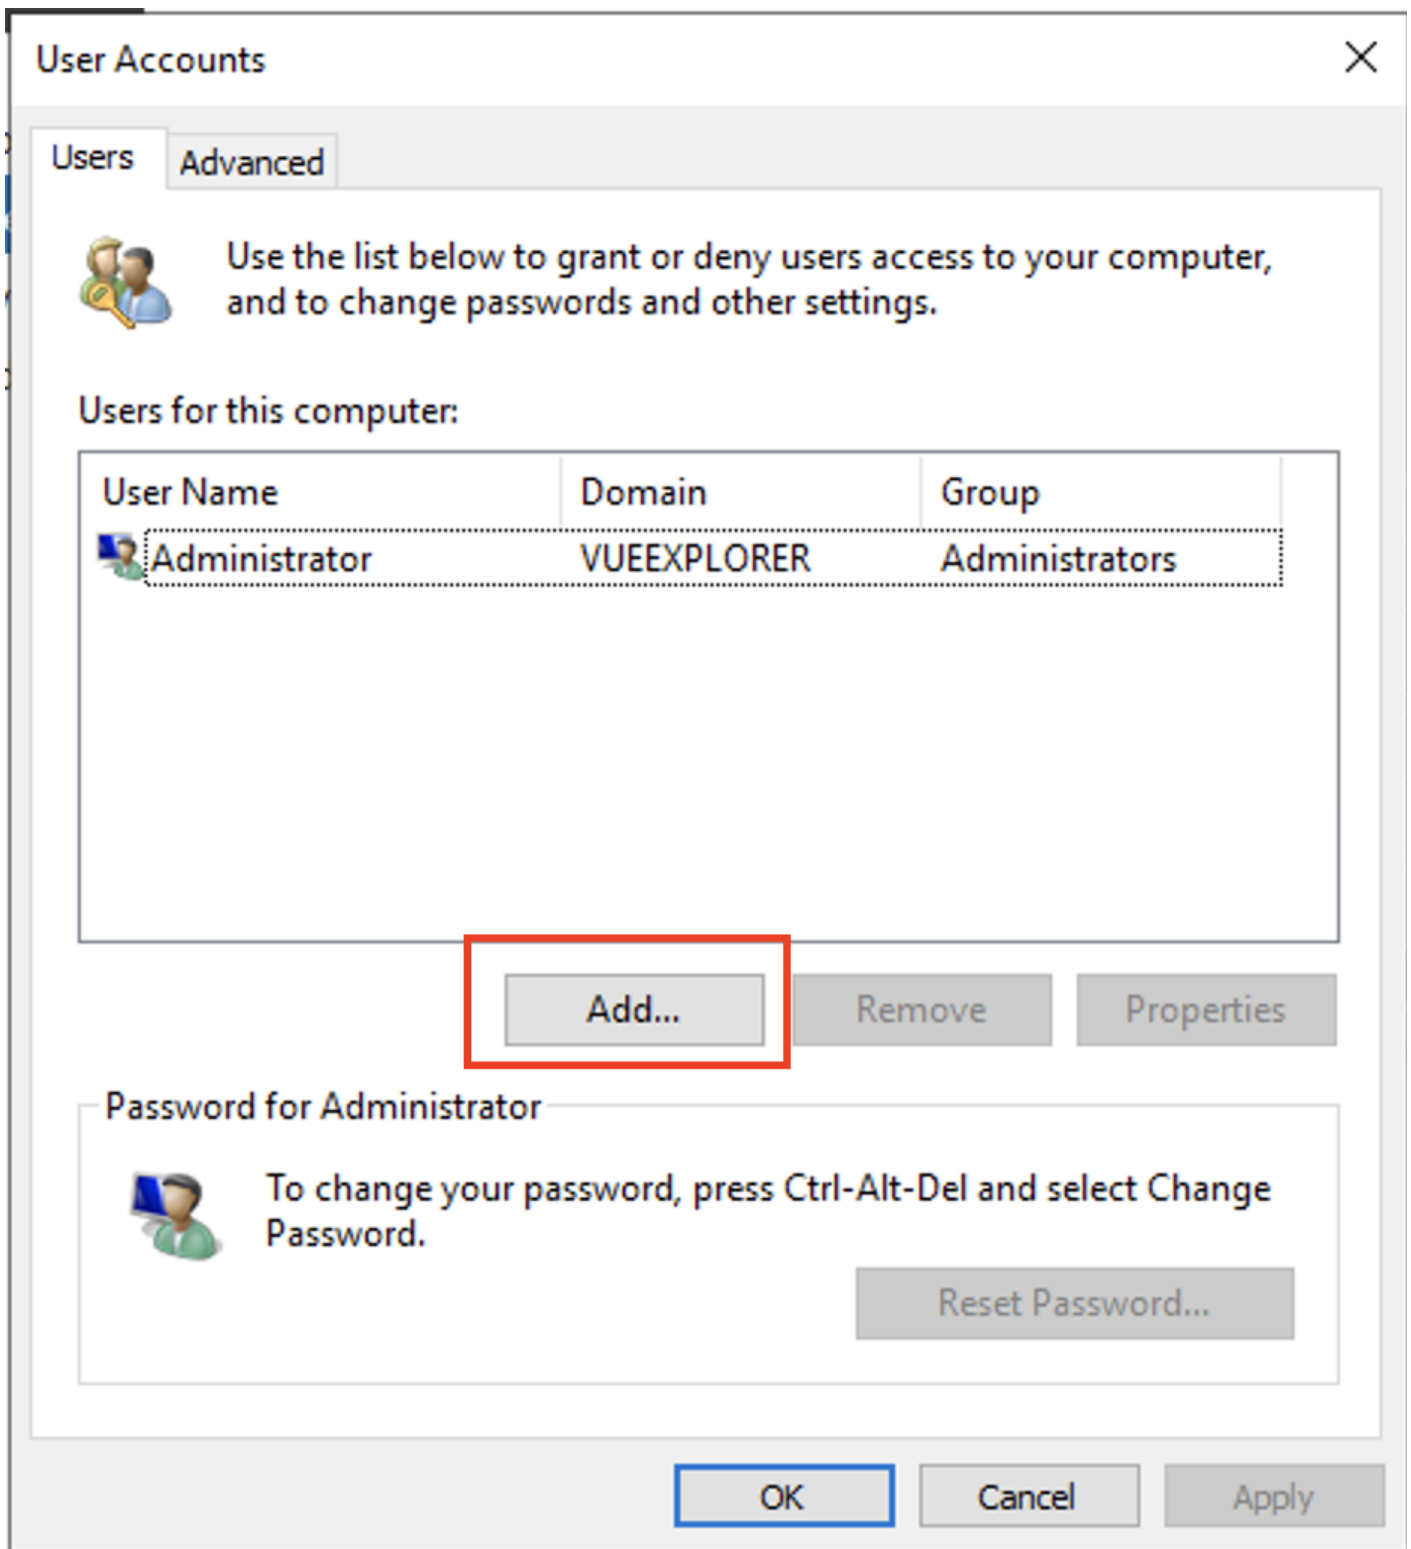 User Accounts
Users
Advanced
Use the list below to grant or deny users access to your computer,
and to change passwords and other settings.
Users for this computer:
User Name Domain Group
Administrator VUEEXPLORER Administrators
Add... Remove Properties
Password for Administrator
To change your password, press Ctrl-Alt-Del and select Change
Password.
Reset Password...
OK Cancel Apply